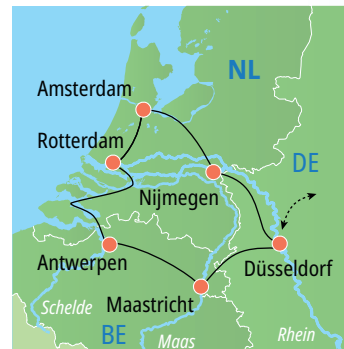 NL
Amsterdam
Rotterdam
DE
Nijmegen
Antwerpen
Düsseldorf
Maastricht
Schelde
BE
Maas
Rhein